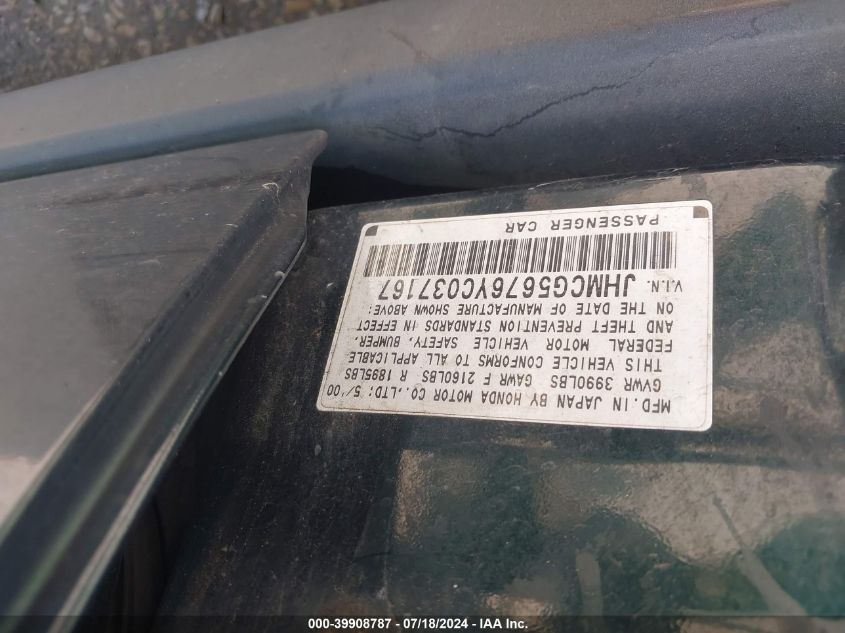 MFD. IN JAPAN BY HONDA MOTOR CO., LTD; 5/'00
GVWR 3990LBS GAWR F 2160LBS R 1895LBS
THIS VEHICLE CONFORMS TO ALL APPLICABLE
FEDERAL MOTOR VEHICLE SAFETY, BUMPER,
AND THEFT PREVENTION STANDARDS IN EFFECT
ON THE DATE OF MANUFACTURE SHOWN ABOVE:
V.I.N. JHMCG5676YC037167
PASSENGER CAR
000-39908787 - 07/18/2024 - IAA Inc.